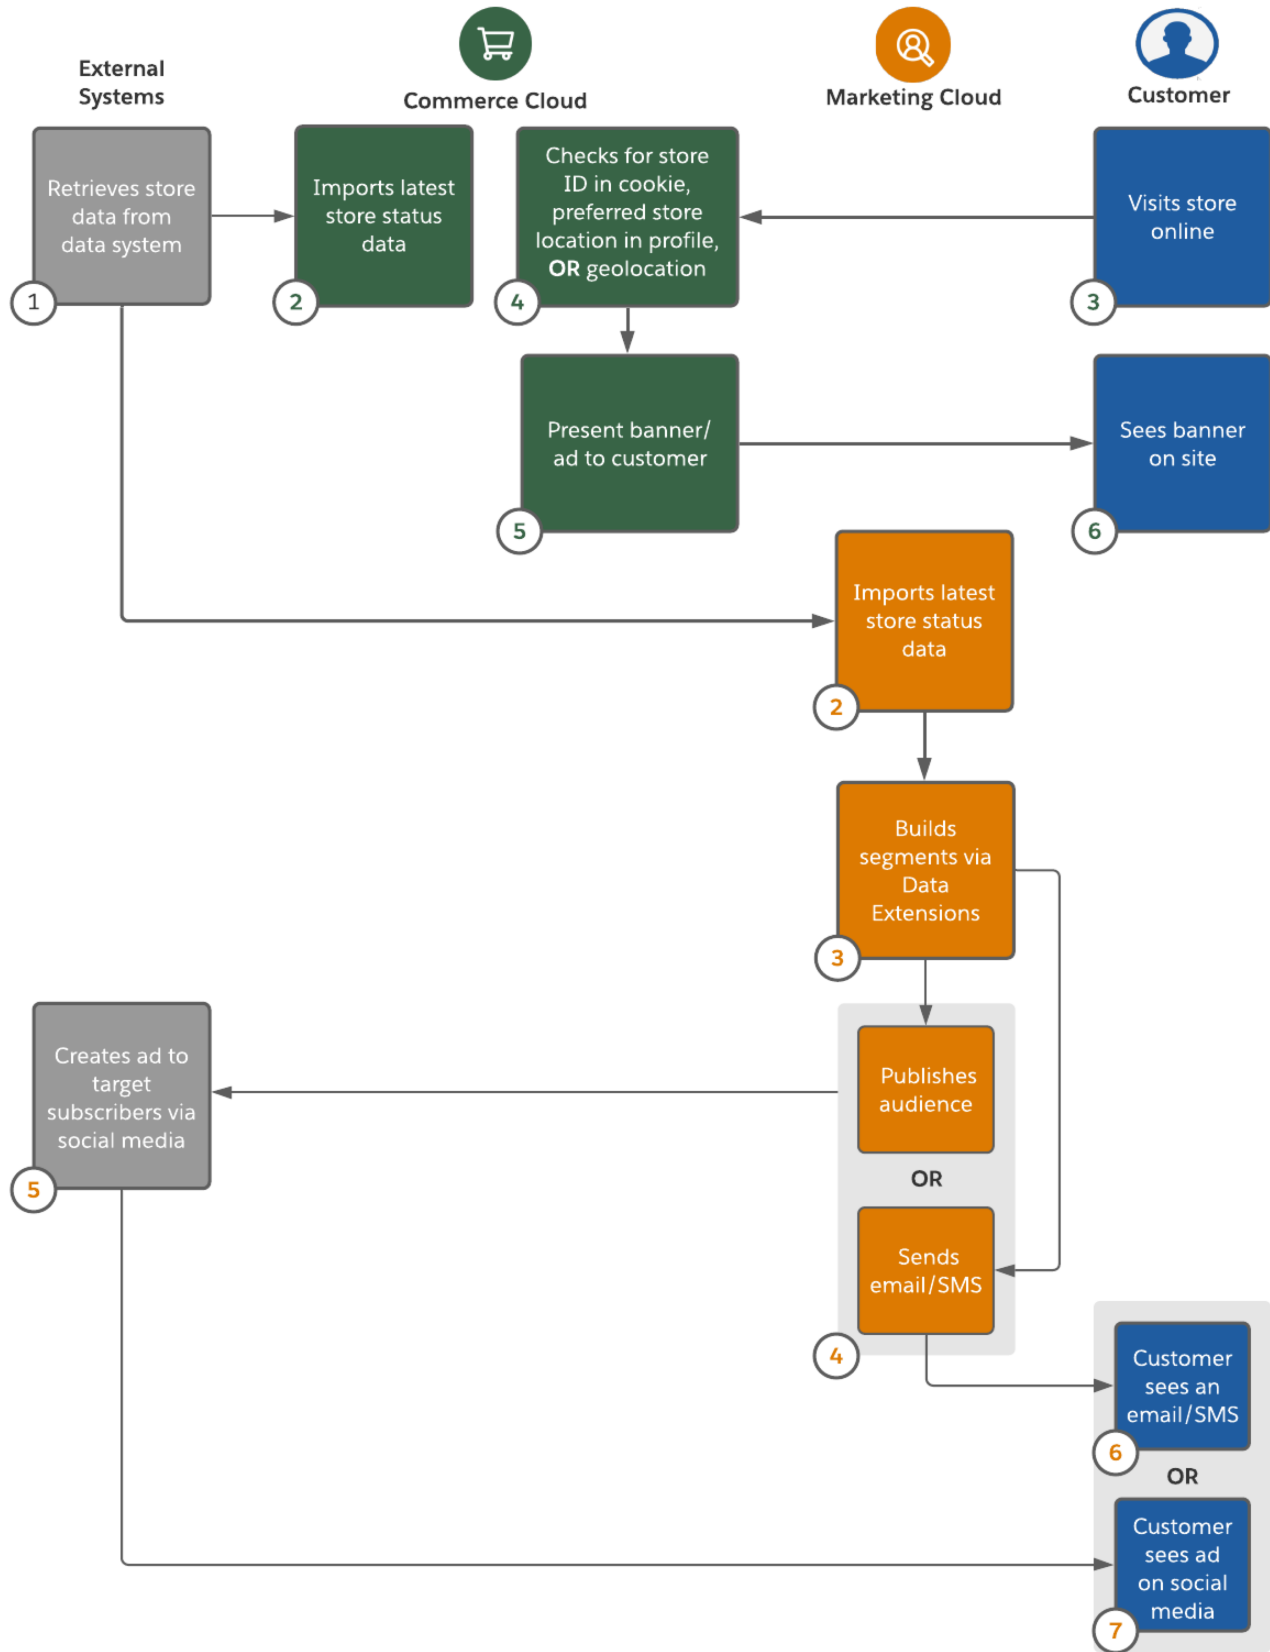 External
Systems
Commerce Cloud
Marketing Cloud
Customer
Retrieves store
data from
data system
1
Imports latest
store status
data
2
Checks for store
ID in cookie,
preferred store
location in profile,
OR geolocation
4
Visits store
online
3
Present banner/
ad to customer
5
Sees banner
on site
6
Imports latest
store status
data
2
Builds
segments via
Data
Extensions
3
Publishes
audience
OR
Sends
email/SMS
4
Creates ad to
target
subscribers via
social media
5
Customer
sees an
email/SMS
6
OR
Customer
sees ad
on social
media
7